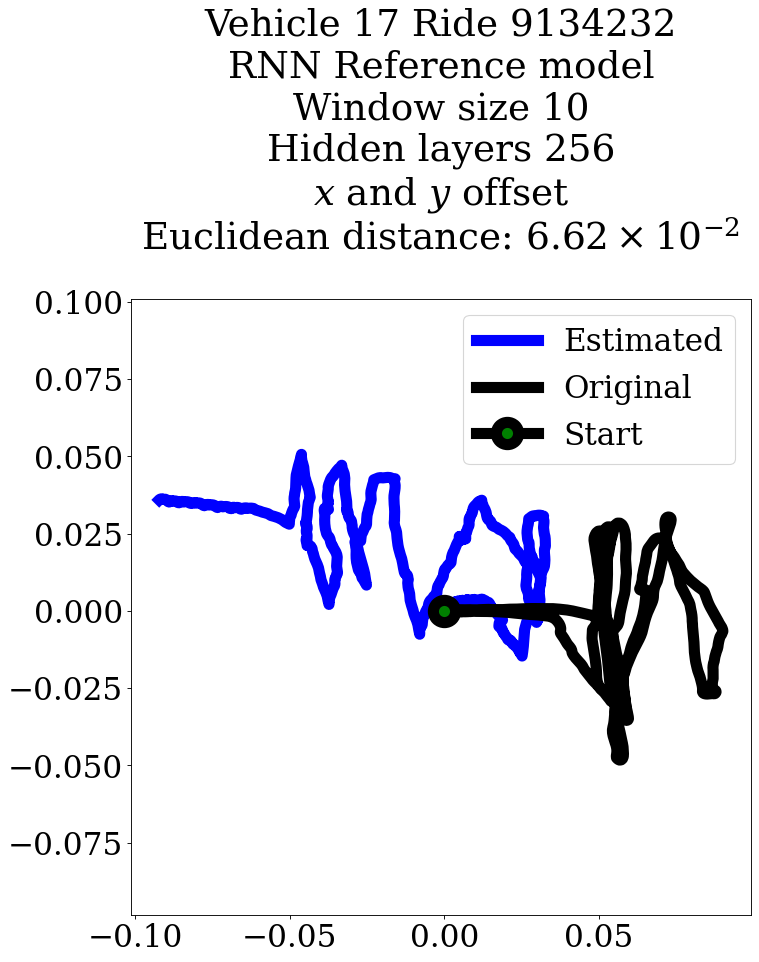 Vehicle 17 Ride 9134232
RNN Reference model
Window size 10
Hidden layers 256
x and y offset
Euclidean distance: 6.62 × 10⁻²
0.100
0.075
0.050
0.025
0.000
−0.025
−0.050
−0.075
Estimated
Original
Start
−0.10 −0.05 0.00 0.05